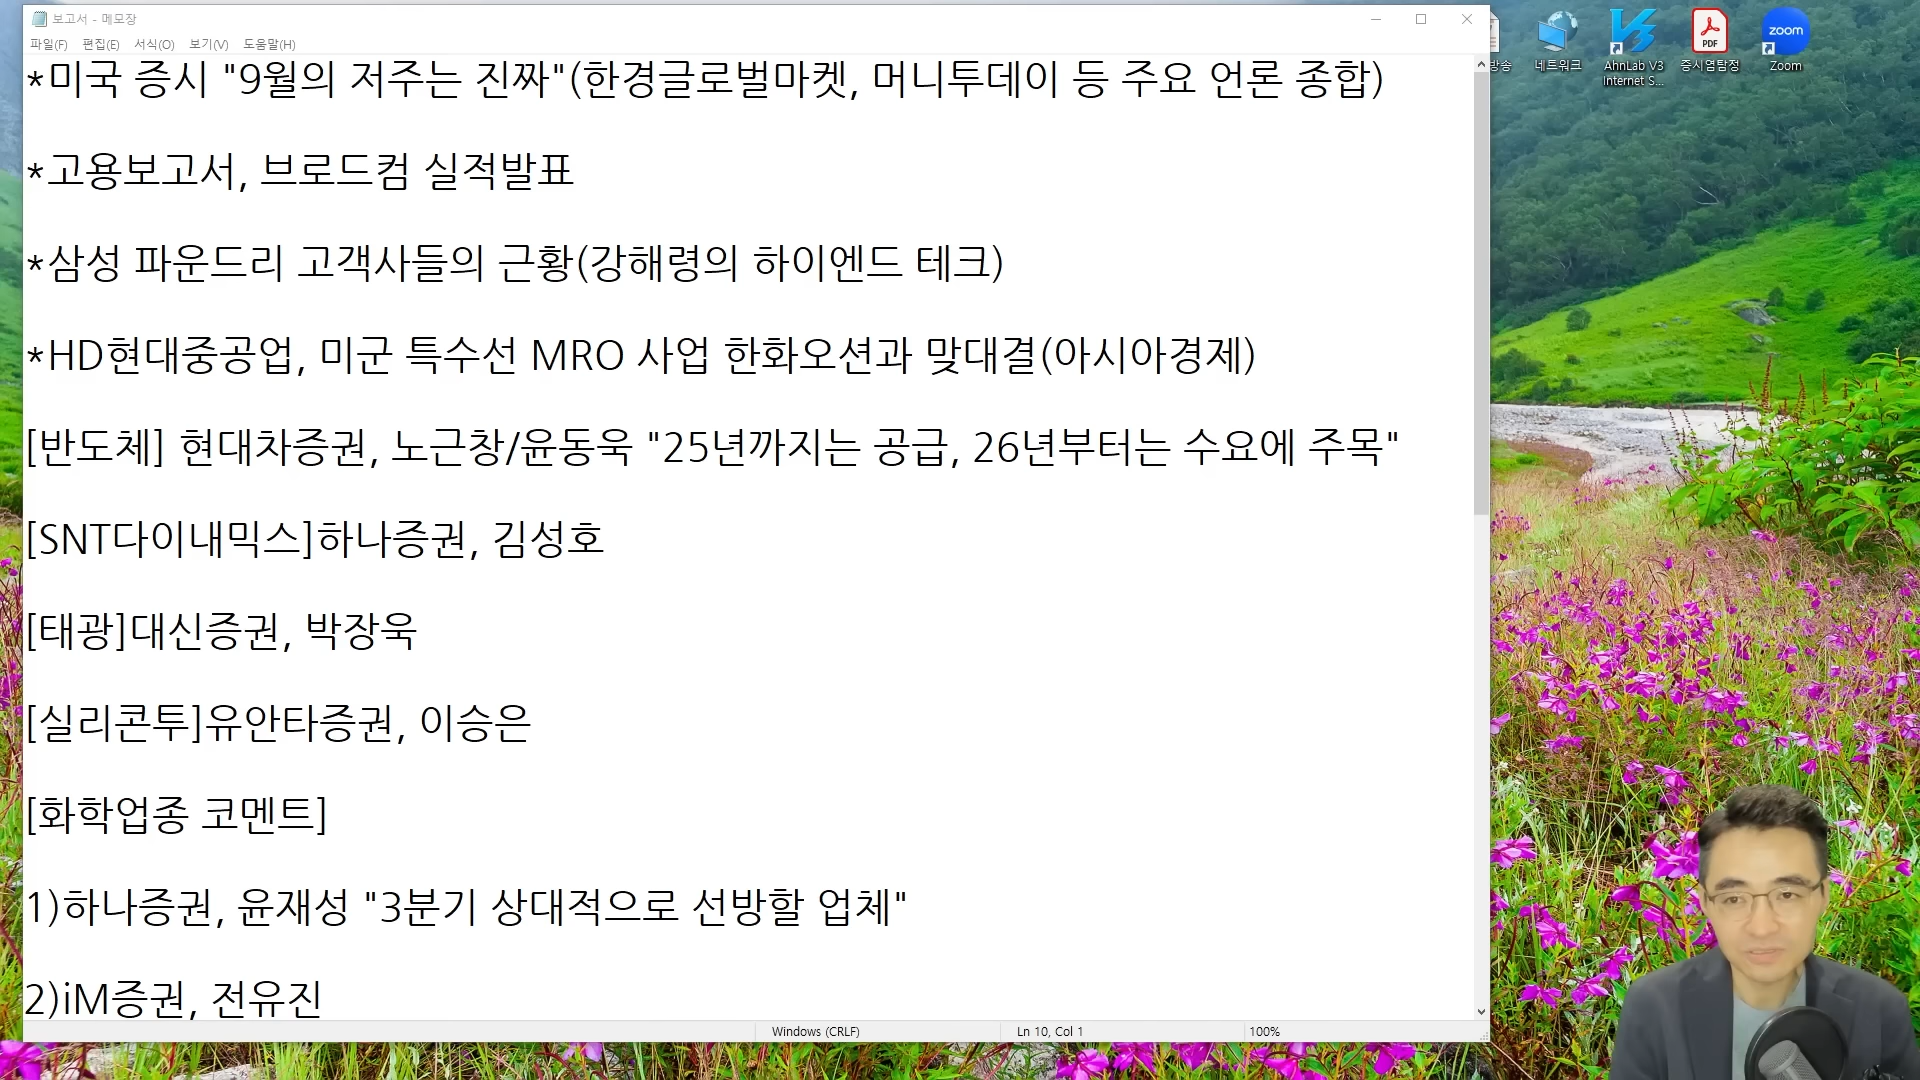 보고서 - 메모장
파일(F) 편집(E) 서식(O) 보기(V) 도움말(H)
*미국 증시 "9월의 저주는 진짜"(한경글로벌마켓, 머니투데이 등 주요 언론 종합)
*고용보고서, 브로드컴 실적발표
*삼성 파운드리 고객사들의 근황(강해령의 하이엔드 테크)
*HD현대중공업, 미군 특수선 MRO 사업 한화오션과 맞대결(아시아경제)
[반도체] 현대차증권, 노근창/윤동욱 "25년까지는 공급, 26년부터는 수요에 주목"
[SNT다이내믹스]하나증권, 김성호
[태광]대신증권, 박장욱
[실리콘투]유안타증권, 이승은
[화학업종 코멘트]
1)하나증권, 윤재성 "3분기 상대적으로 선방할 업체"
2)iM증권, 전유진
Windows (CRLF) Ln 10, Col 1 100%
방송
네트워크
AhnLab V3
Internet S...
PDF
증시염탐정
zoom
Zoom